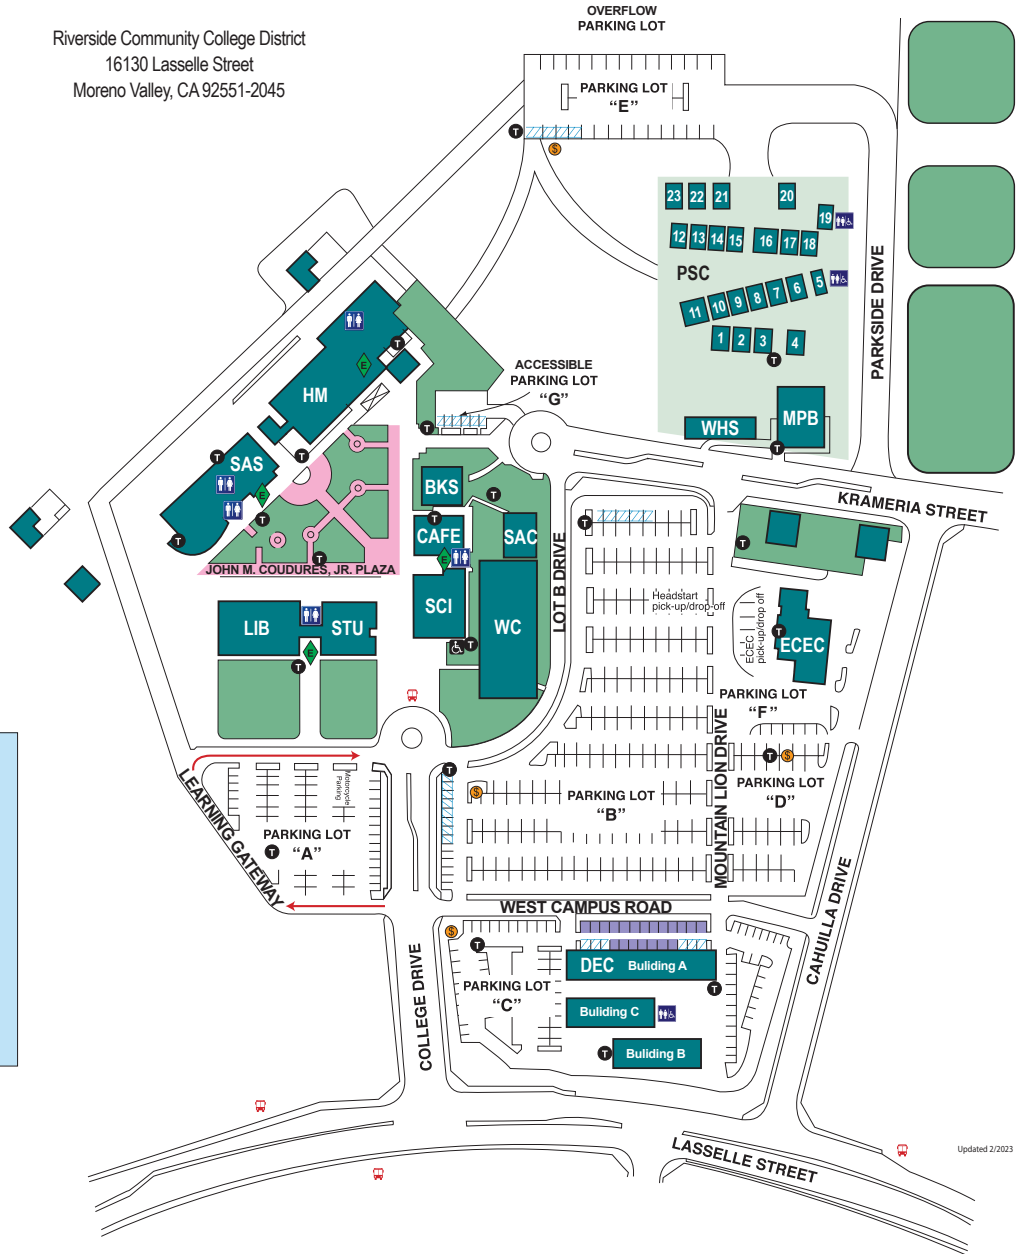 Riverside Community College District
16130 Lasselle Street
Moreno Valley, CA 92551-2045
OVERFLOW
PARKING LOT
PARKING LOT
“E”
T
$
23 22 21 20
19
12 13 14 15 16 17 18
PSC
11 10 9 8 7 6 5
1 2 3 4
T
PARKSIDE DRIVE
WHS
MPB
T
HM
E
T
ACCESSIBLE
PARKING LOT
“G”
T
KRAMERIA STREET
SAS
T
T
E
T
T
T
JOHN M. COUDURES, JR. PLAZA
BKS
T
CAFE
T
SAC
E
SCI
WC
T
LOT B DRIVE
T
T
Headstart
pick-up/drop-off
ECEC
pick-up/drop off
T
ECEC
LIB
STU
E
T
PARKING LOT
“F”
T
$
PARKING LOT
“D”
MOUNTAIN LION DRIVE
LEARNING GATEWAY
Motorcycle
Parking
PARKING LOT
“A”
T
T
$
PARKING LOT
“B”
WEST CAMPUS ROAD
CAHUILLA DRIVE
COLLEGE DRIVE
$
T
PARKING LOT
“C”
DEC Buliding A
T
Buliding C
T
Buliding B
LASSELLE STREET
Updated 2/2023